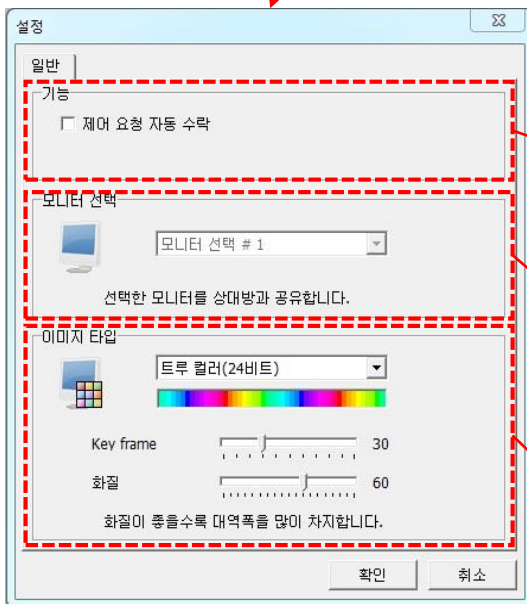 설정
일반
기능
제어 요청 자동 수락
모니터 선택
모니터 선택 # 1
선택한 모니터를 상대방과 공유합니다.
이미지 타입
트루 컬러(24비트)
Key frame 30
화질 60
화질이 좋을수록 대역폭을 많이 차지합니다.
확인 취소